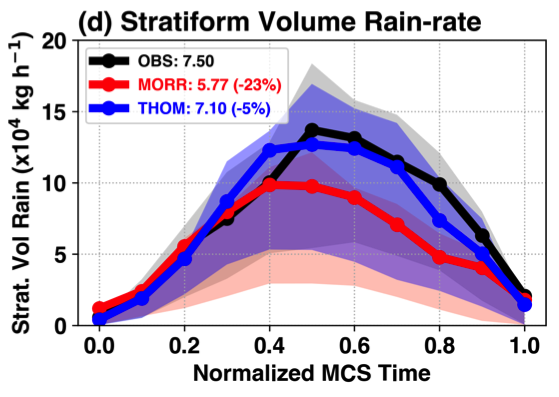 (d) Stratiform Volume Rain-rate
Strat. Vol Rain (x10⁴ kg h⁻¹)
20
15
10
5
0
OBS: 7.50
MORR: 5.77 (-23%)
THOM: 7.10 (-5%)
0.0 0.2 0.4 0.6 0.8 1.0
Normalized MCS Time